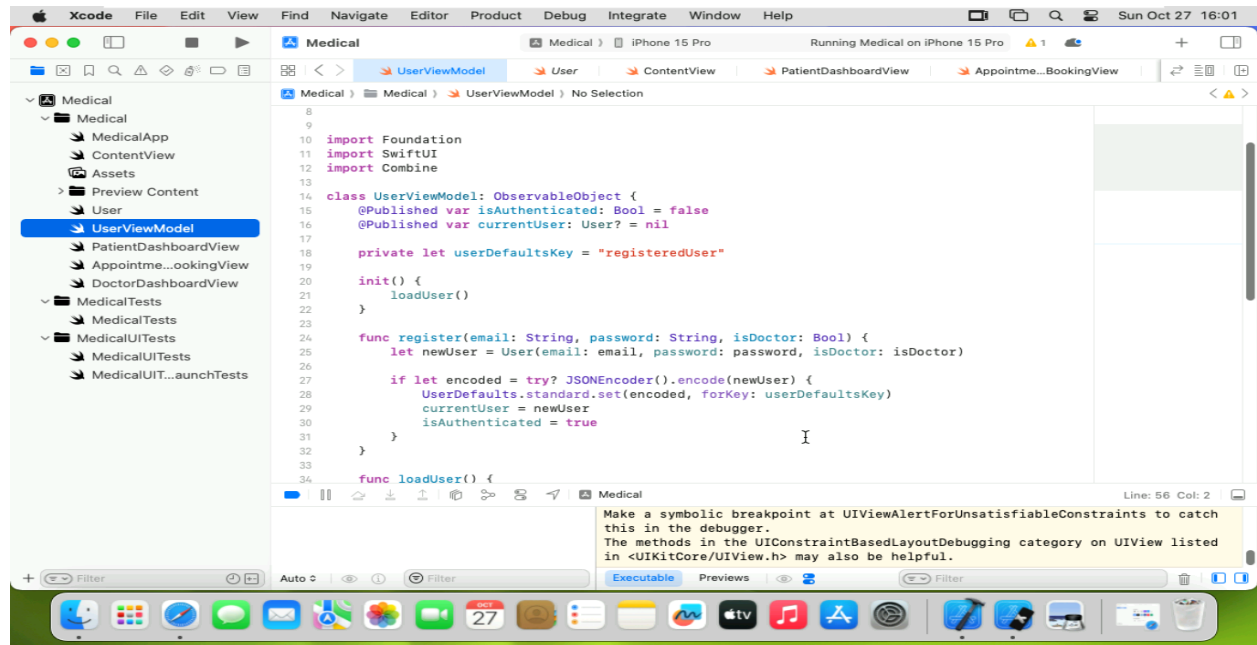 Xcode File Edit View Find Navigate Editor Product Debug Integrate Window Help Sun Oct 27 16:01
Medical Medical iPhone 15 Pro Running Medical on iPhone 15 Pro 1
UserViewModel User ContentView PatientDashboardView Appointme...BookingView
Medical Medical UserViewModel No Selection
Medical
Medical
MedicalApp
ContentView
Assets
Preview Content
User
UserViewModel
PatientDashboardView
Appointme...ookingView
DoctorDashboardView
MedicalTests
MedicalTests
MedicalUITests
MedicalUITests
MedicalUIT...aunchTests
Filter
8
9
10 import Foundation
11 import SwiftUI
12 import Combine
13
14 class UserViewModel: ObservableObject {
15 @Published var isAuthenticated: Bool = false
16 @Published var currentUser: User? = nil
17
18 private let userDefaultsKey = "registeredUser"
19
20 init() {
21 loadUser()
22 }
23
24 func register(email: String, password: String, isDoctor: Bool) {
25 let newUser = User(email: email, password: password, isDoctor: isDoctor)
26
27 if let encoded = try? JSONEncoder().encode(newUser) {
28 UserDefaults.standard.set(encoded, forKey: userDefaultsKey)
29 currentUser = newUser
30 isAuthenticated = true
31 }
32 }
33
34 func loadUser() {
Medical Line: 56 Col: 2
Make a symbolic breakpoint at UIViewAlertForUnsatisfiableConstraints to catch
this in the debugger.
The methods in the UIConstraintBasedLayoutDebugging category on UIView listed
in <UIKitCore/UIView.h> may also be helpful.
Auto Filter Executable Previews Filter
OCT
27
tv